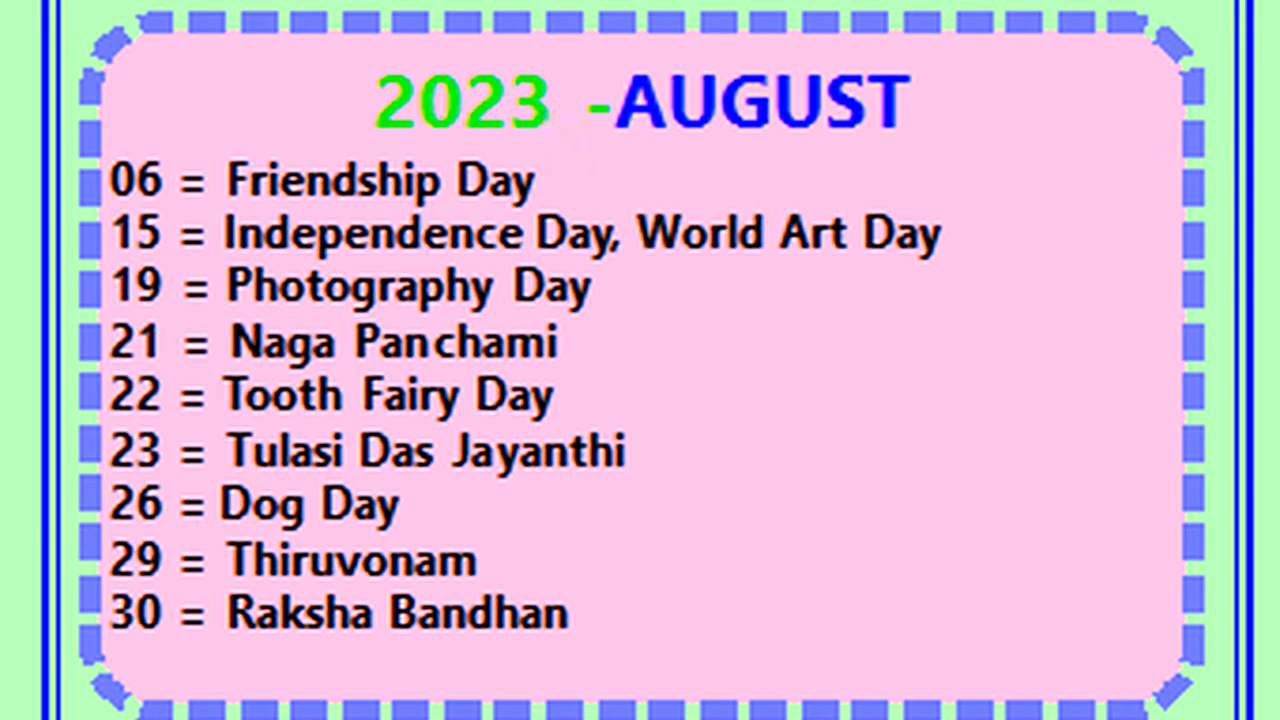 2023 -AUGUST
06 = Friendship Day
15 = Independence Day, World Art Day
19 = Photography Day
21 = Naga Panchami
22 = Tooth Fairy Day
23 = Tulasi Das Jayanthi
26 = Dog Day
29 = Thiruvonam
30 = Raksha Bandhan